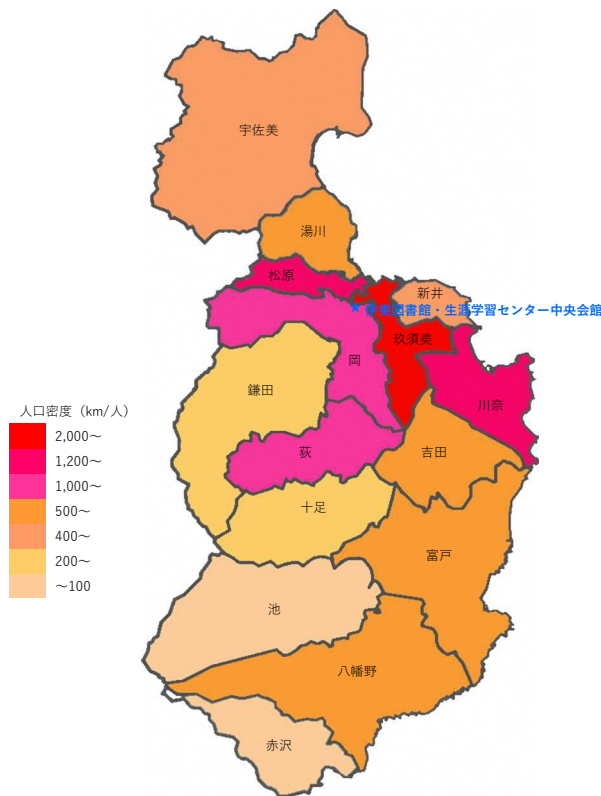 宇佐美
湯川
松原
新井
伊東図書館・生涯学習センター中央会館
玖須美
岡
鎌田
川奈
人口密度（km/人）
2,000～
1,200～
1,000～
500～
400～
200～
～100
荻
吉田
十足
富戸
池
八幡野
赤沢